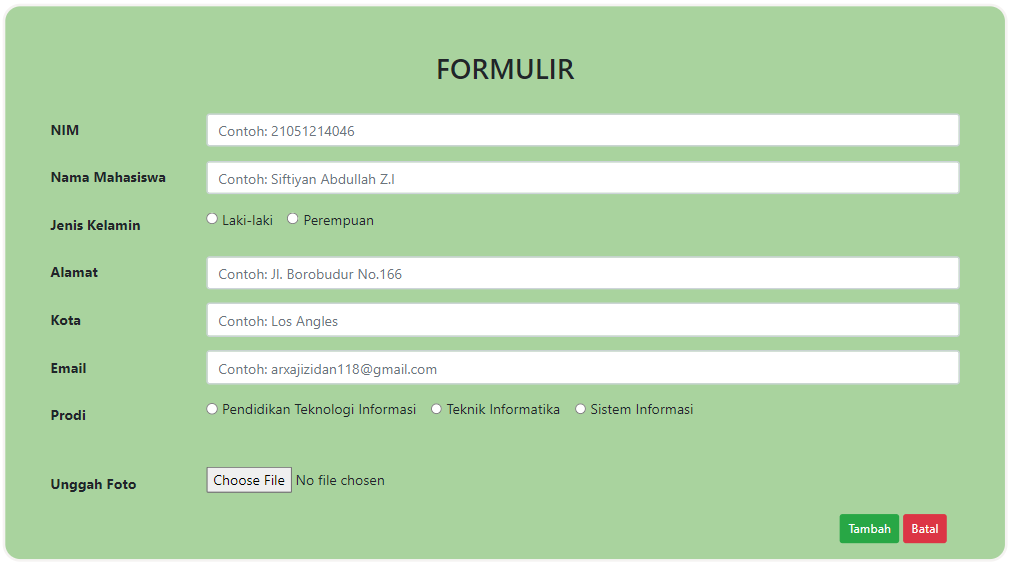 FORMULIR
NIM Contoh: 21051214046
Nama Mahasiswa Contoh: Siftiyan Abdullah Z.I
Jenis Kelamin Laki-laki Perempuan
Alamat Contoh: Jl. Borobudur No.166
Kota Contoh: Los Angles
Email Contoh: arxajizidan118@gmail.com
Prodi Pendidikan Teknologi Informasi Teknik Informatika Sistem Informasi
Unggah Foto Choose File No file chosen
Tambah Batal